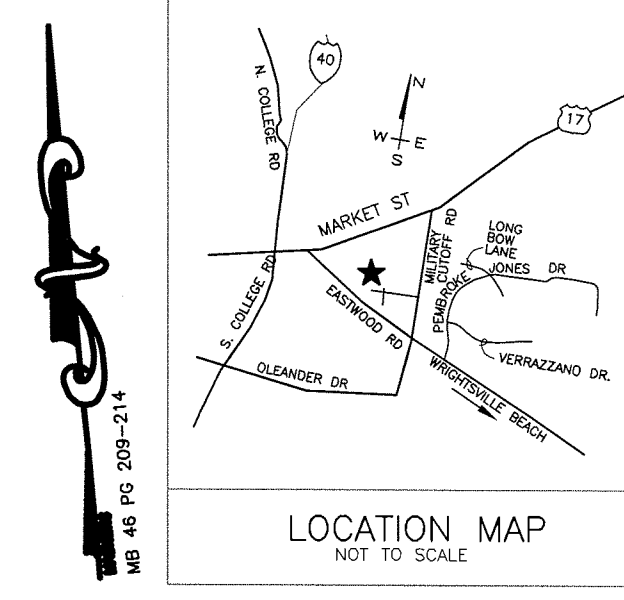 40
N
17
N. COLLEGE RD
W E
S
MARKET ST
MILITARY
CUTOFF RD
LONG
BOW
LANE
JONES DR
PEMBROKE
S. COLLEGE RD
EASTWOOD RD
VERRAZZANO DR.
OLEANDER DR
WRIGHTSVILLE BEACH
MB 46 PG 209-214
LOCATION MAP
NOT TO SCALE